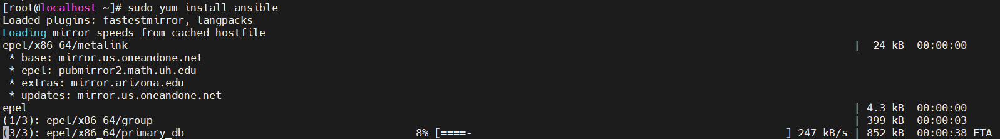 [root@localhost ~]# sudo yum install ansible
Loaded plugins: fastestmirror, langpacks
Loading mirror speeds from cached hostfile
epel/x86_64/metalink | 24 kB 00:00:00
* base: mirror.us.oneandone.net
* epel: pubmirror2.math.uh.edu
* extras: mirror.arizona.edu
* updates: mirror.us.oneandone.net
epel | 4.3 kB 00:00:00
(1/3): epel/x86_64/group | 399 kB 00:00:03
(3/3): epel/x86_64/primary_db 8% [====- ] 247 kB/s | 852 kB 00:00:38 ETA